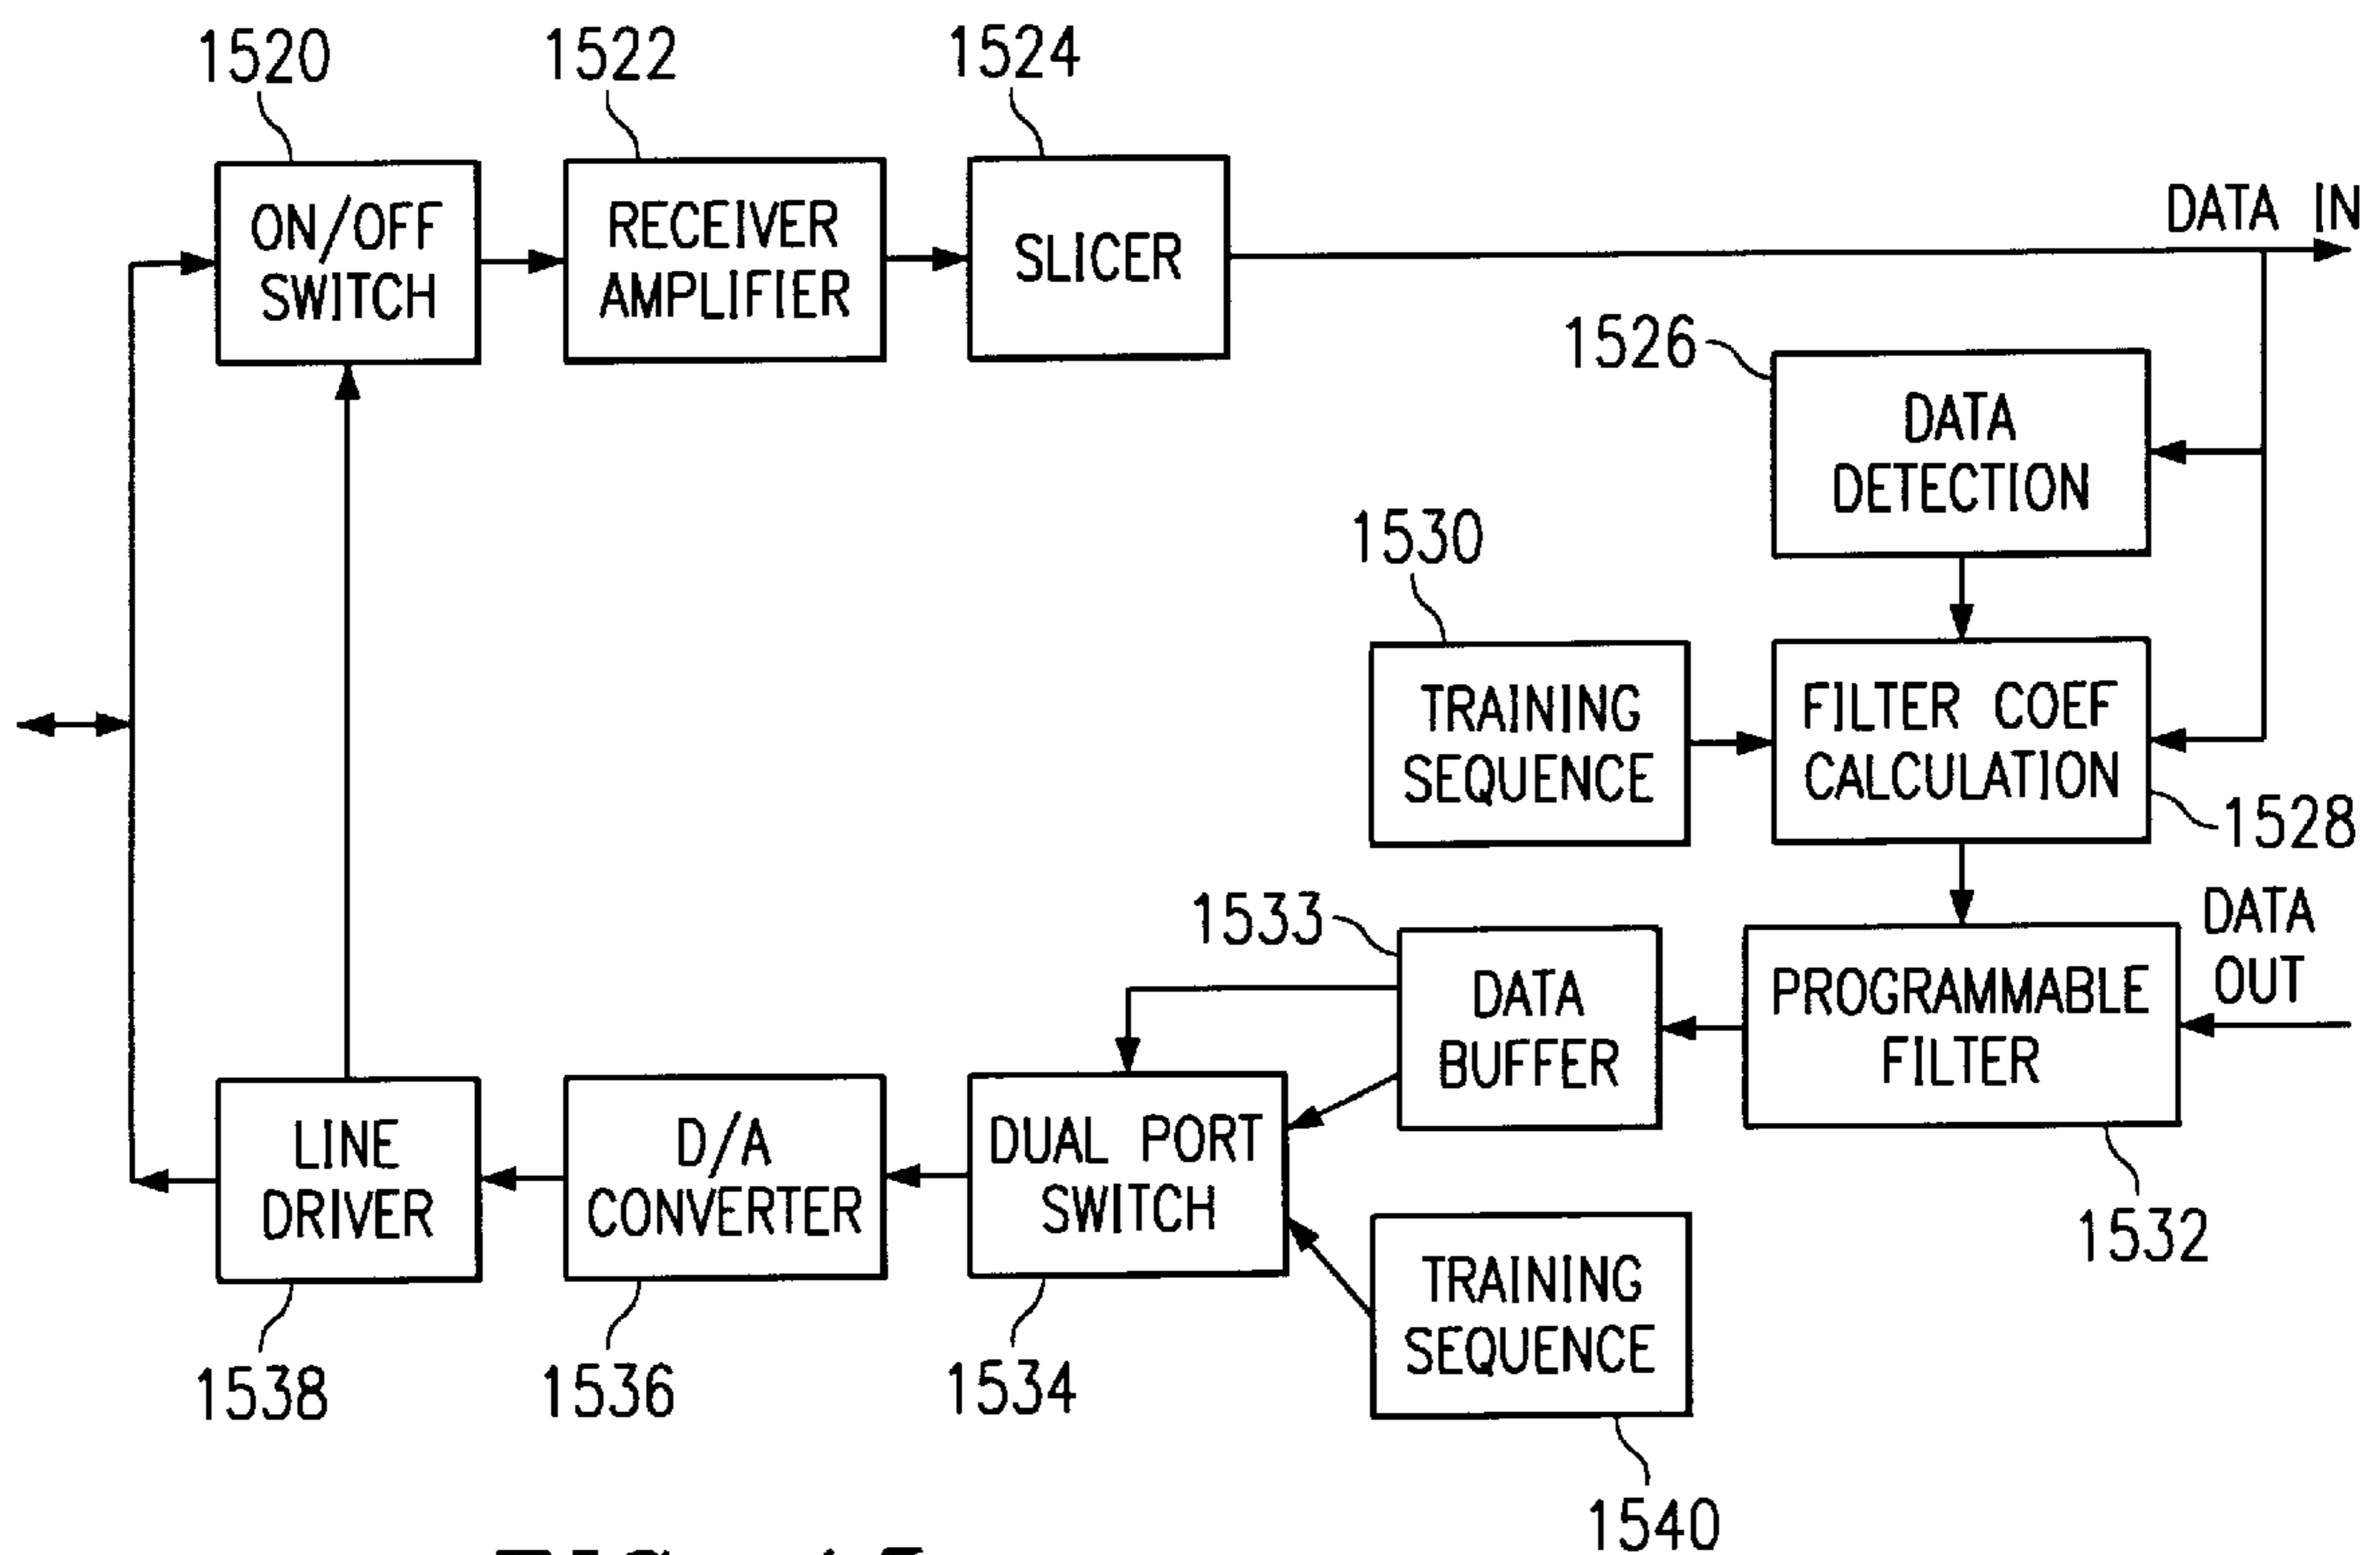 1520
1522
1524
ON/OFF
SWITCH
RECEIVER
AMPLIFIER
SLICER
DATA IN
1526
DATA
DETECTION
1530
TRAINING
SEQUENCE
FILTER COEF
CALCULATION
1528
1533
DATA
BUFFER
PROGRAMMABLE
FILTER
DATA
OUT
LINE
DRIVER
D/A
CONVERTER
DUAL PORT
SWITCH
1532
TRAINING
SEQUENCE
1538
1536
1534
1540